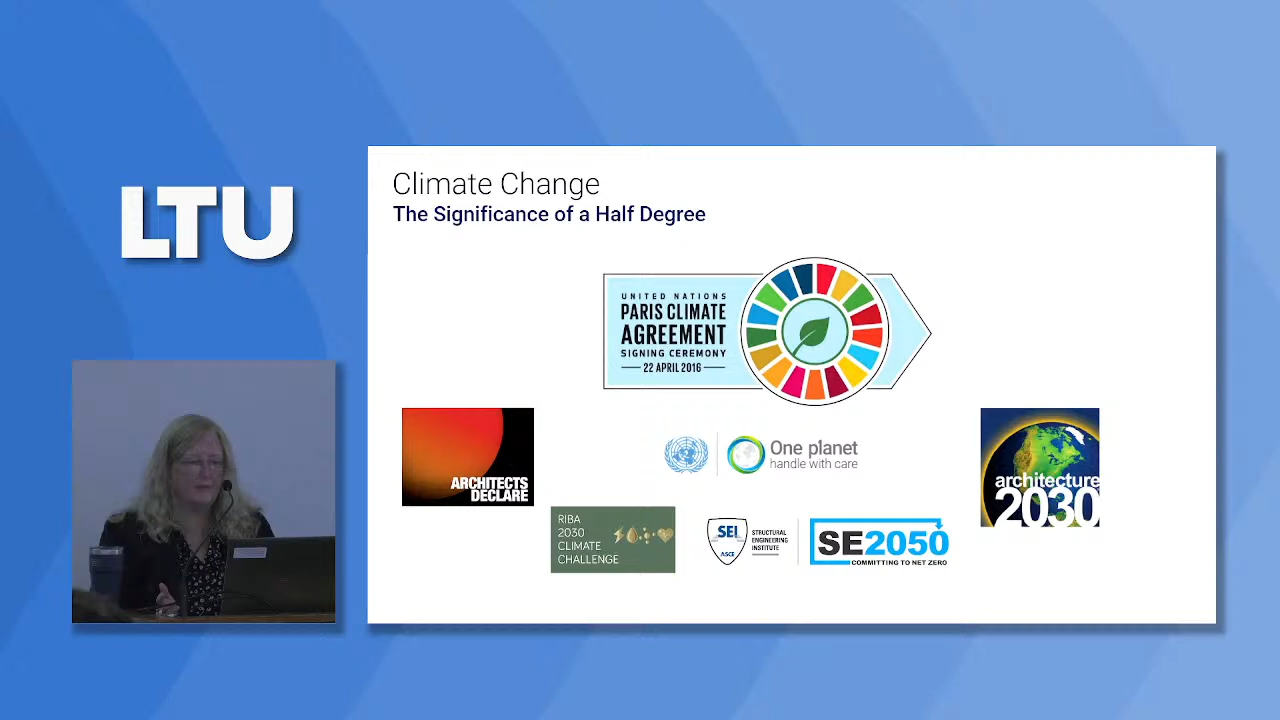 LTU
Climate Change
The Significance of a Half Degree
UNITED NATIONS
PARIS CLIMATE
AGREEMENT
SIGNING CEREMONY
22 APRIL 2016
ARCHITECTS
DECLARE
One planet
handle with care
architecture
2030
RIBA
2030
CLIMATE
CHALLENGE
SEI
ASCE
STRUCTURAL
ENGINEERING
INSTITUTE
SE2050
COMMITTING TO NET ZERO